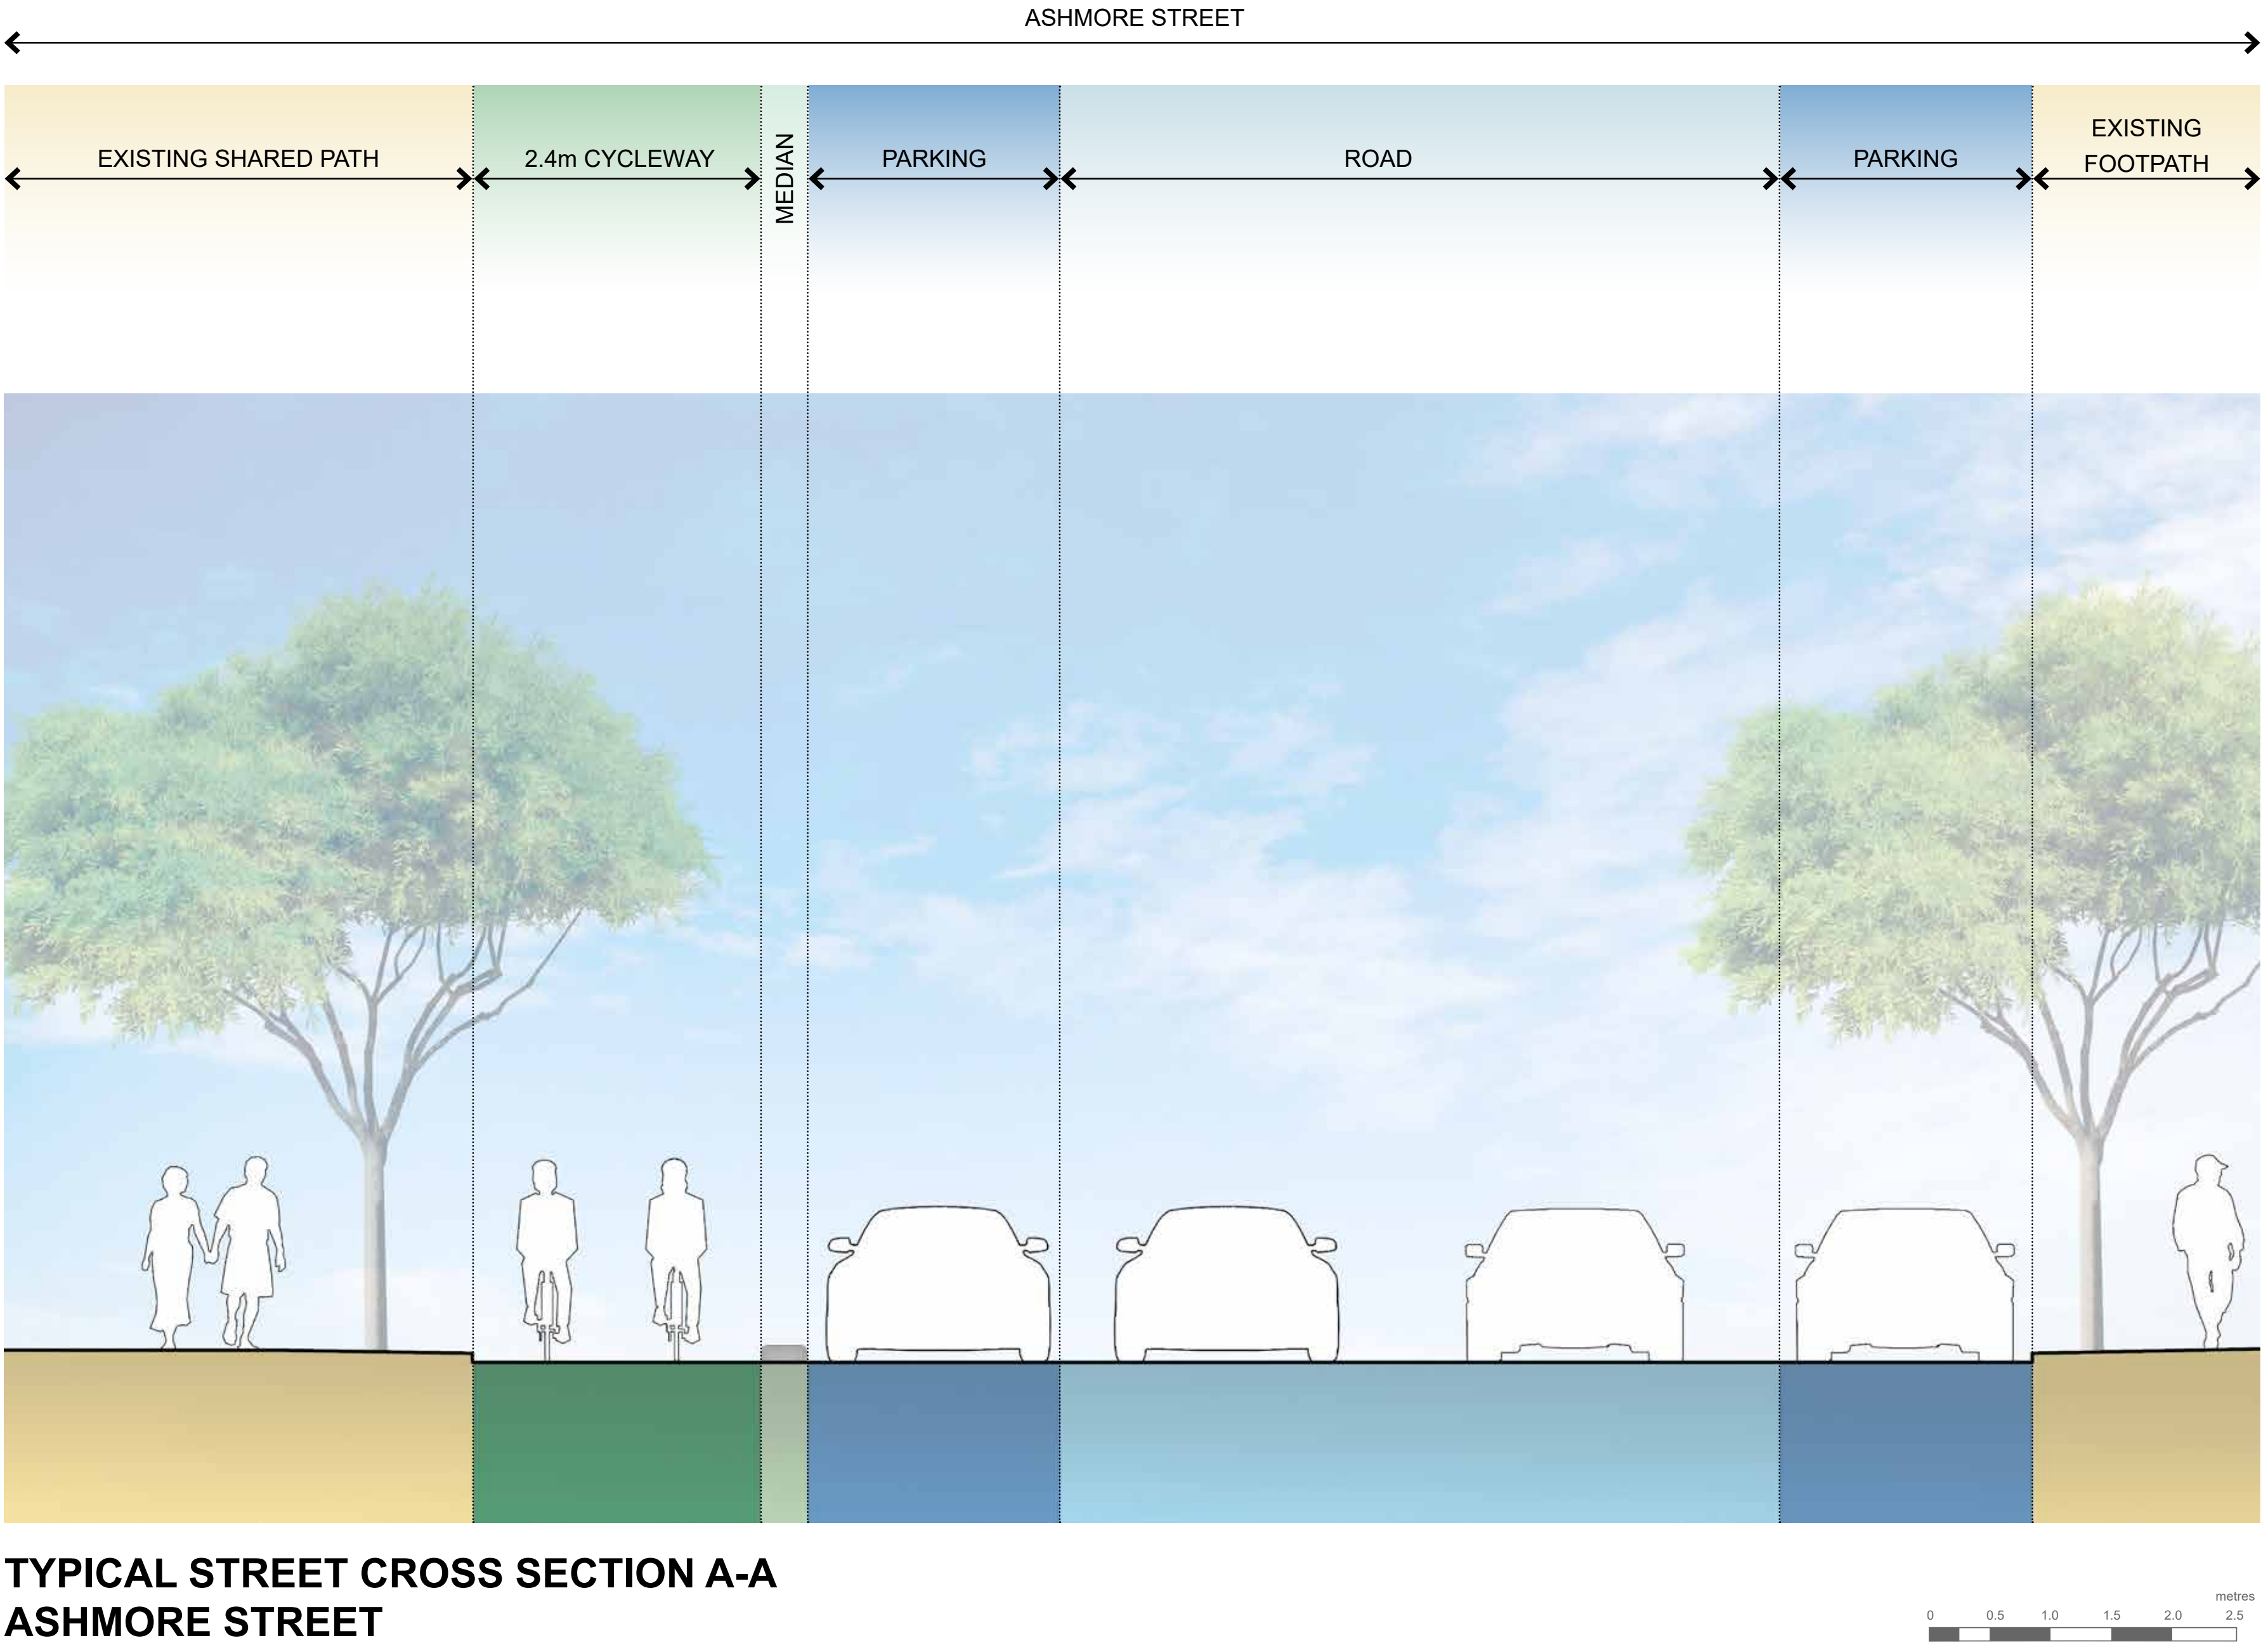 ASHMORE STREET
EXISTING SHARED PATH
2.4m CYCLEWAY
MEDIAN
PARKING
ROAD
PARKING
EXISTING
FOOTPATH
TYPICAL STREET CROSS SECTION A-A
ASHMORE STREET
metres
0 0.5 1.0 1.5 2.0 2.5